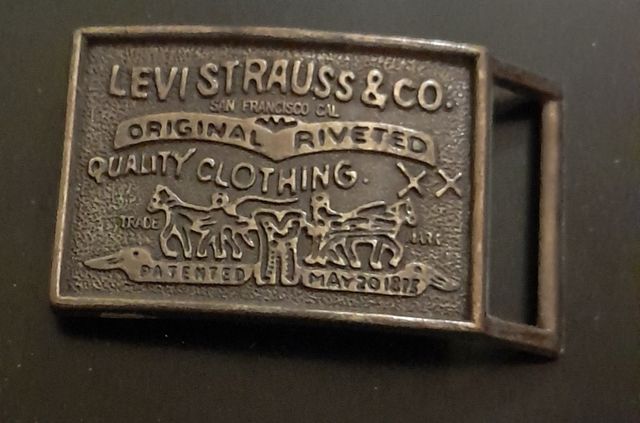 LEVI STRAUSS & CO.
SAN FRANCISCO CAL
ORIGINAL RIVETED
QUALITY CLOTHING. XX
TRADE MARK
PATENTED MAY 20 1873